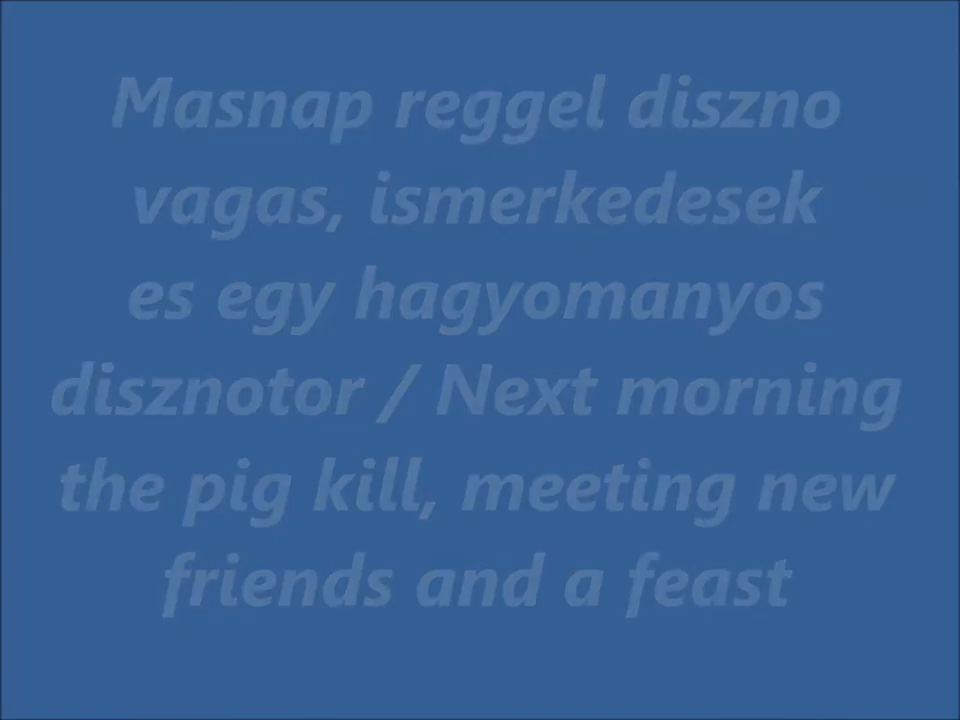 Masnap reggel diszno
vagas, ismerkedesek
es egy hagyomanyos
disznotor / Next morning
the pig kill, meeting new
friends and a feast